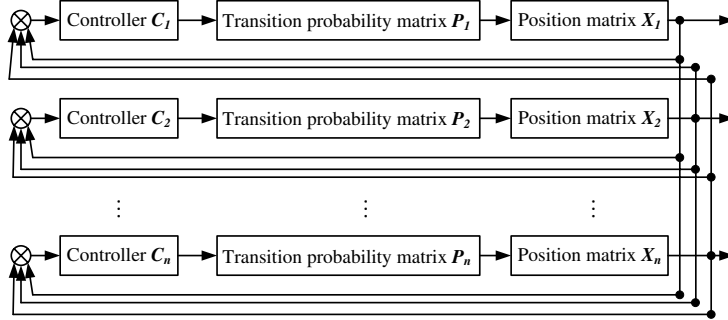 Controller C1 Transition probability matrix P1 Position matrix X1
Controller C2 Transition probability matrix P2 Position matrix X2
⋮ ⋮ ⋮
Controller Cn Transition probability matrix Pn Position matrix Xn